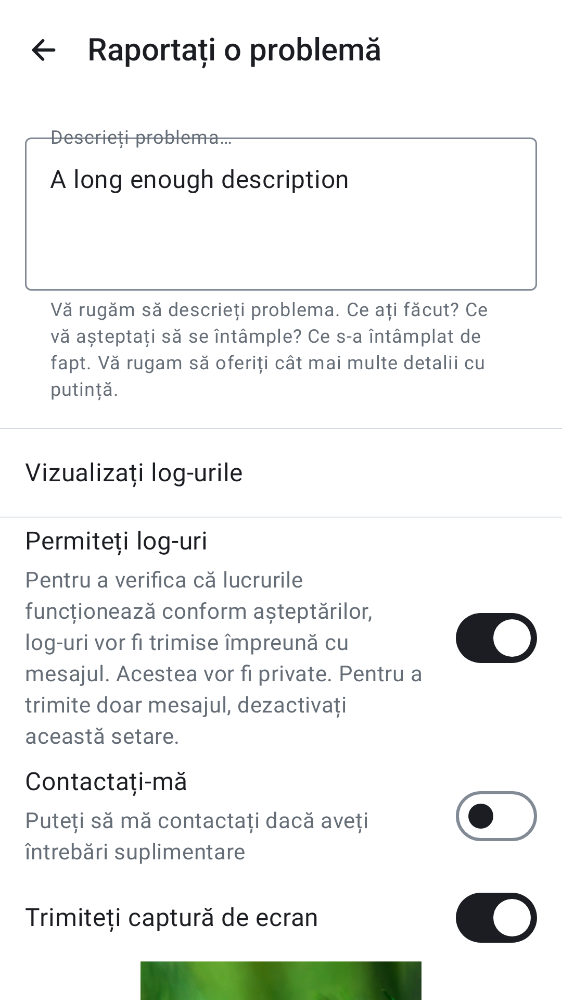 Raportați o problemă
Descrieți problema…
A long enough description
Vă rugăm să descrieți problema. Ce ați făcut? Ce
vă așteptați să se întâmple? Ce s-a întâmplat de
fapt. Vă rugam să oferiți cât mai multe detalii cu
putință.
Vizualizați log-urile
Permiteți log-uri
Pentru a verifica că lucrurile
funcționează conform așteptărilor,
log-uri vor fi trimise împreună cu
mesajul. Acestea vor fi private. Pentru a
trimite doar mesajul, dezactivați
această setare.
Contactați-mă
Puteți să mă contactați dacă aveți
întrebări suplimentare
Trimiteți captură de ecran